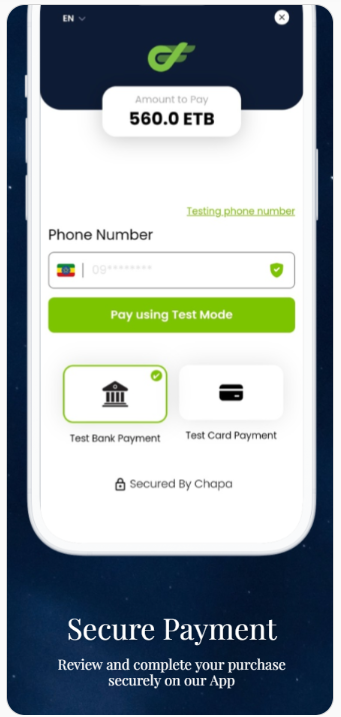 EN
Amount to Pay
560.0 ETB
Testing phone number
Phone Number
09********
Pay using Test Mode
Test Bank Payment
Test Card Payment
Secured By Chapa
Secure Payment
Review and complete your purchase
securely on our App